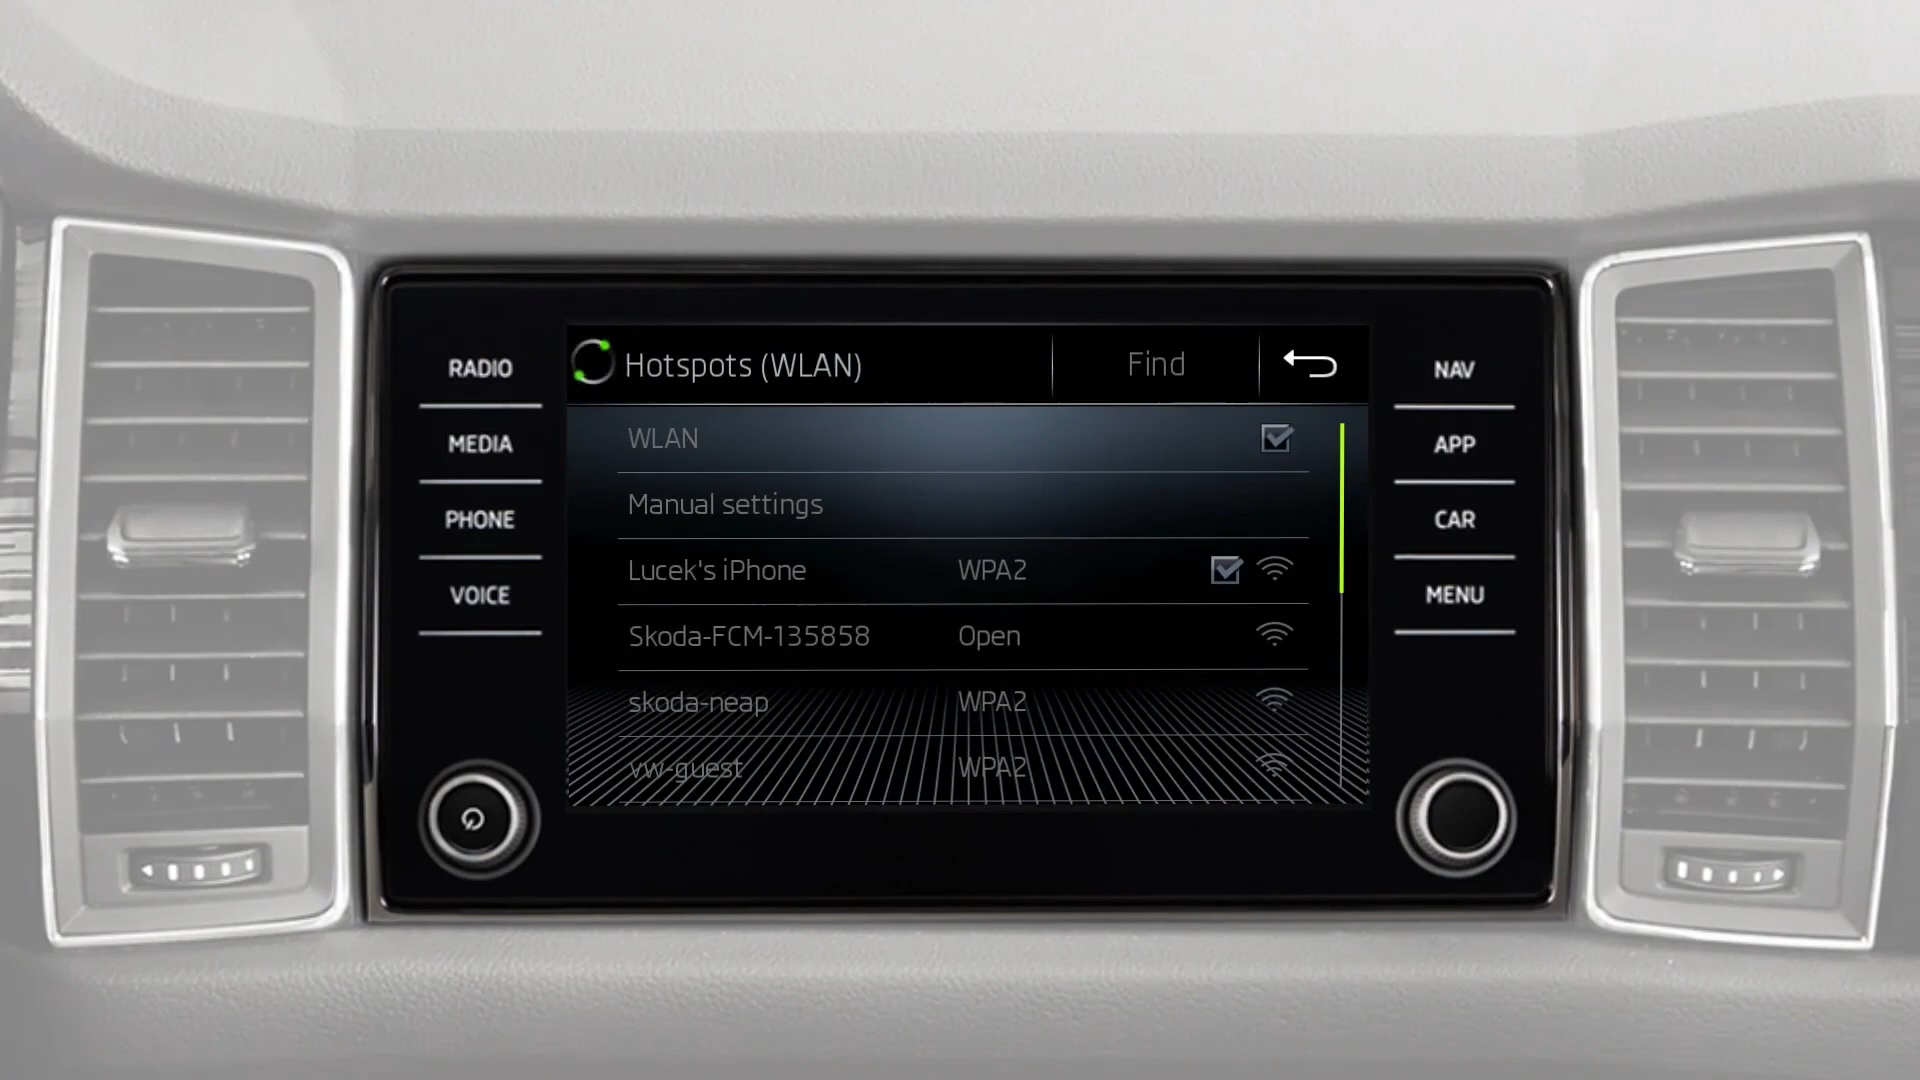 RADIO
MEDIA
PHONE
VOICE
Hotspots (WLAN) Find
WLAN
Manual settings
Lucek's iPhone WPA2
Skoda-FCM-135858 Open
skoda-neap WPA2
vw-guest WPA2
NAV
APP
CAR
MENU